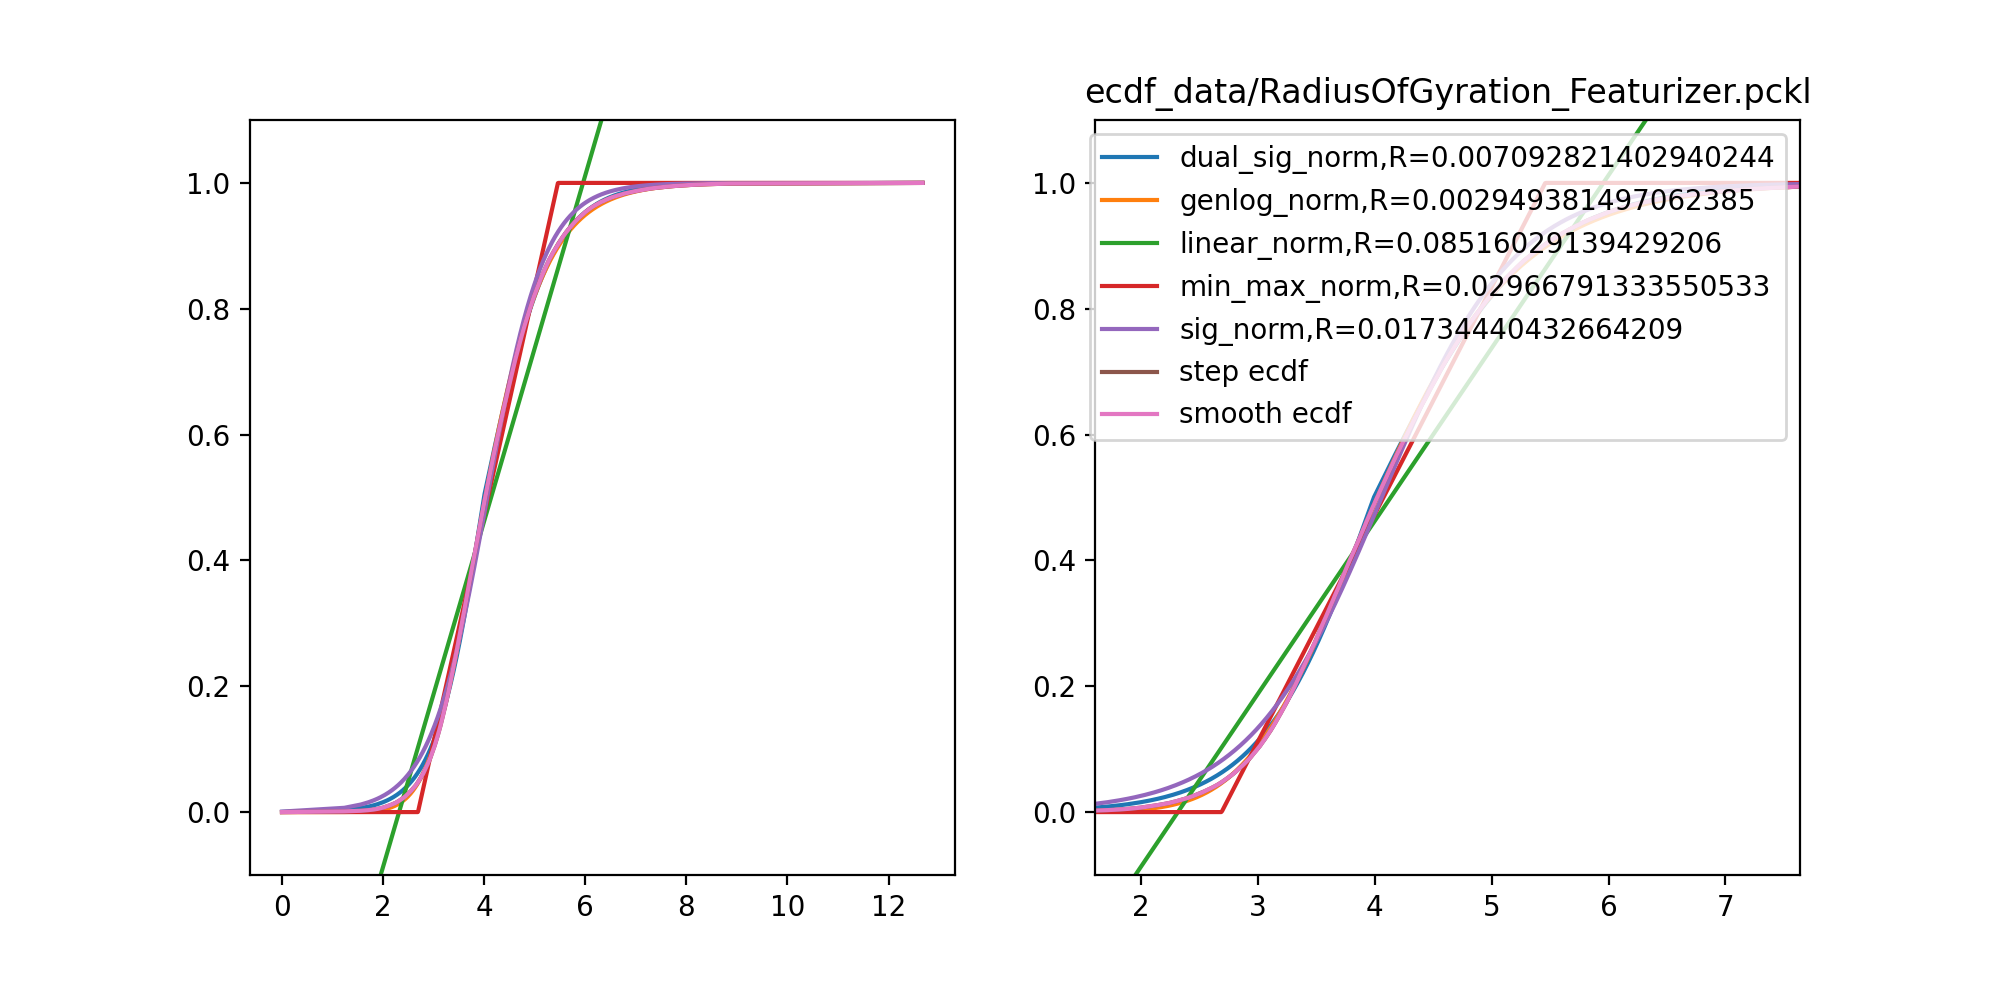 ecdf_data/RadiusOfGyration_Featurizer.pckl
1.0
0.8
0.6
0.4
0.2
0.0
0 2 4 6 8 10 12
dual_sig_norm,R=0.007092821402940244
genlog_norm,R=0.002949381497062385
linear_norm,R=0.08516029139429206
min_max_norm,R=0.02966791333550533
sig_norm,R=0.01734440432664209
step ecdf
smooth ecdf
1.0
0.8
0.6
0.4
0.2
0.0
2 3 4 5 6 7